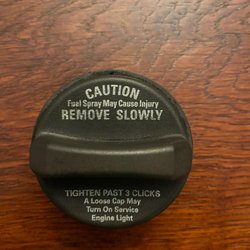 CAUTION
Fuel Spray May Cause Injury
REMOVE SLOWLY
TIGHTEN PAST 3 CLICKS
A Loose Cap May
Turn On Service
Engine Light